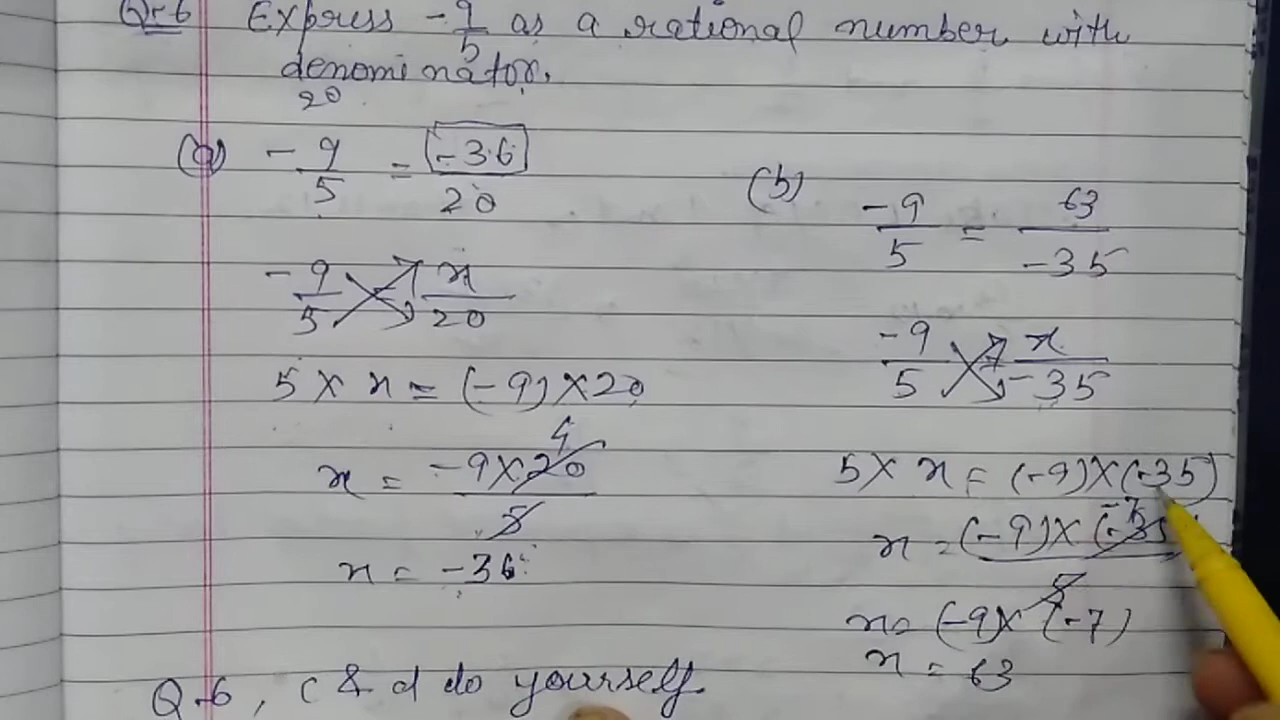 Q.6 Express -9/5 as a rational number with
denominator.
20
(a) -9/5 = -36/20
-9/5 = x/20
5 × x = (-9) × 20
x = -9×20/5
4
x = -36
(b) -9/5 = 63/-35
-9/5 = x/-35
5 × x = (-9)×(-35)
-7
x = (-9)×(-35)/5
x = (-9)×(-7)
x = 63
Q.6, c & d do yourself.